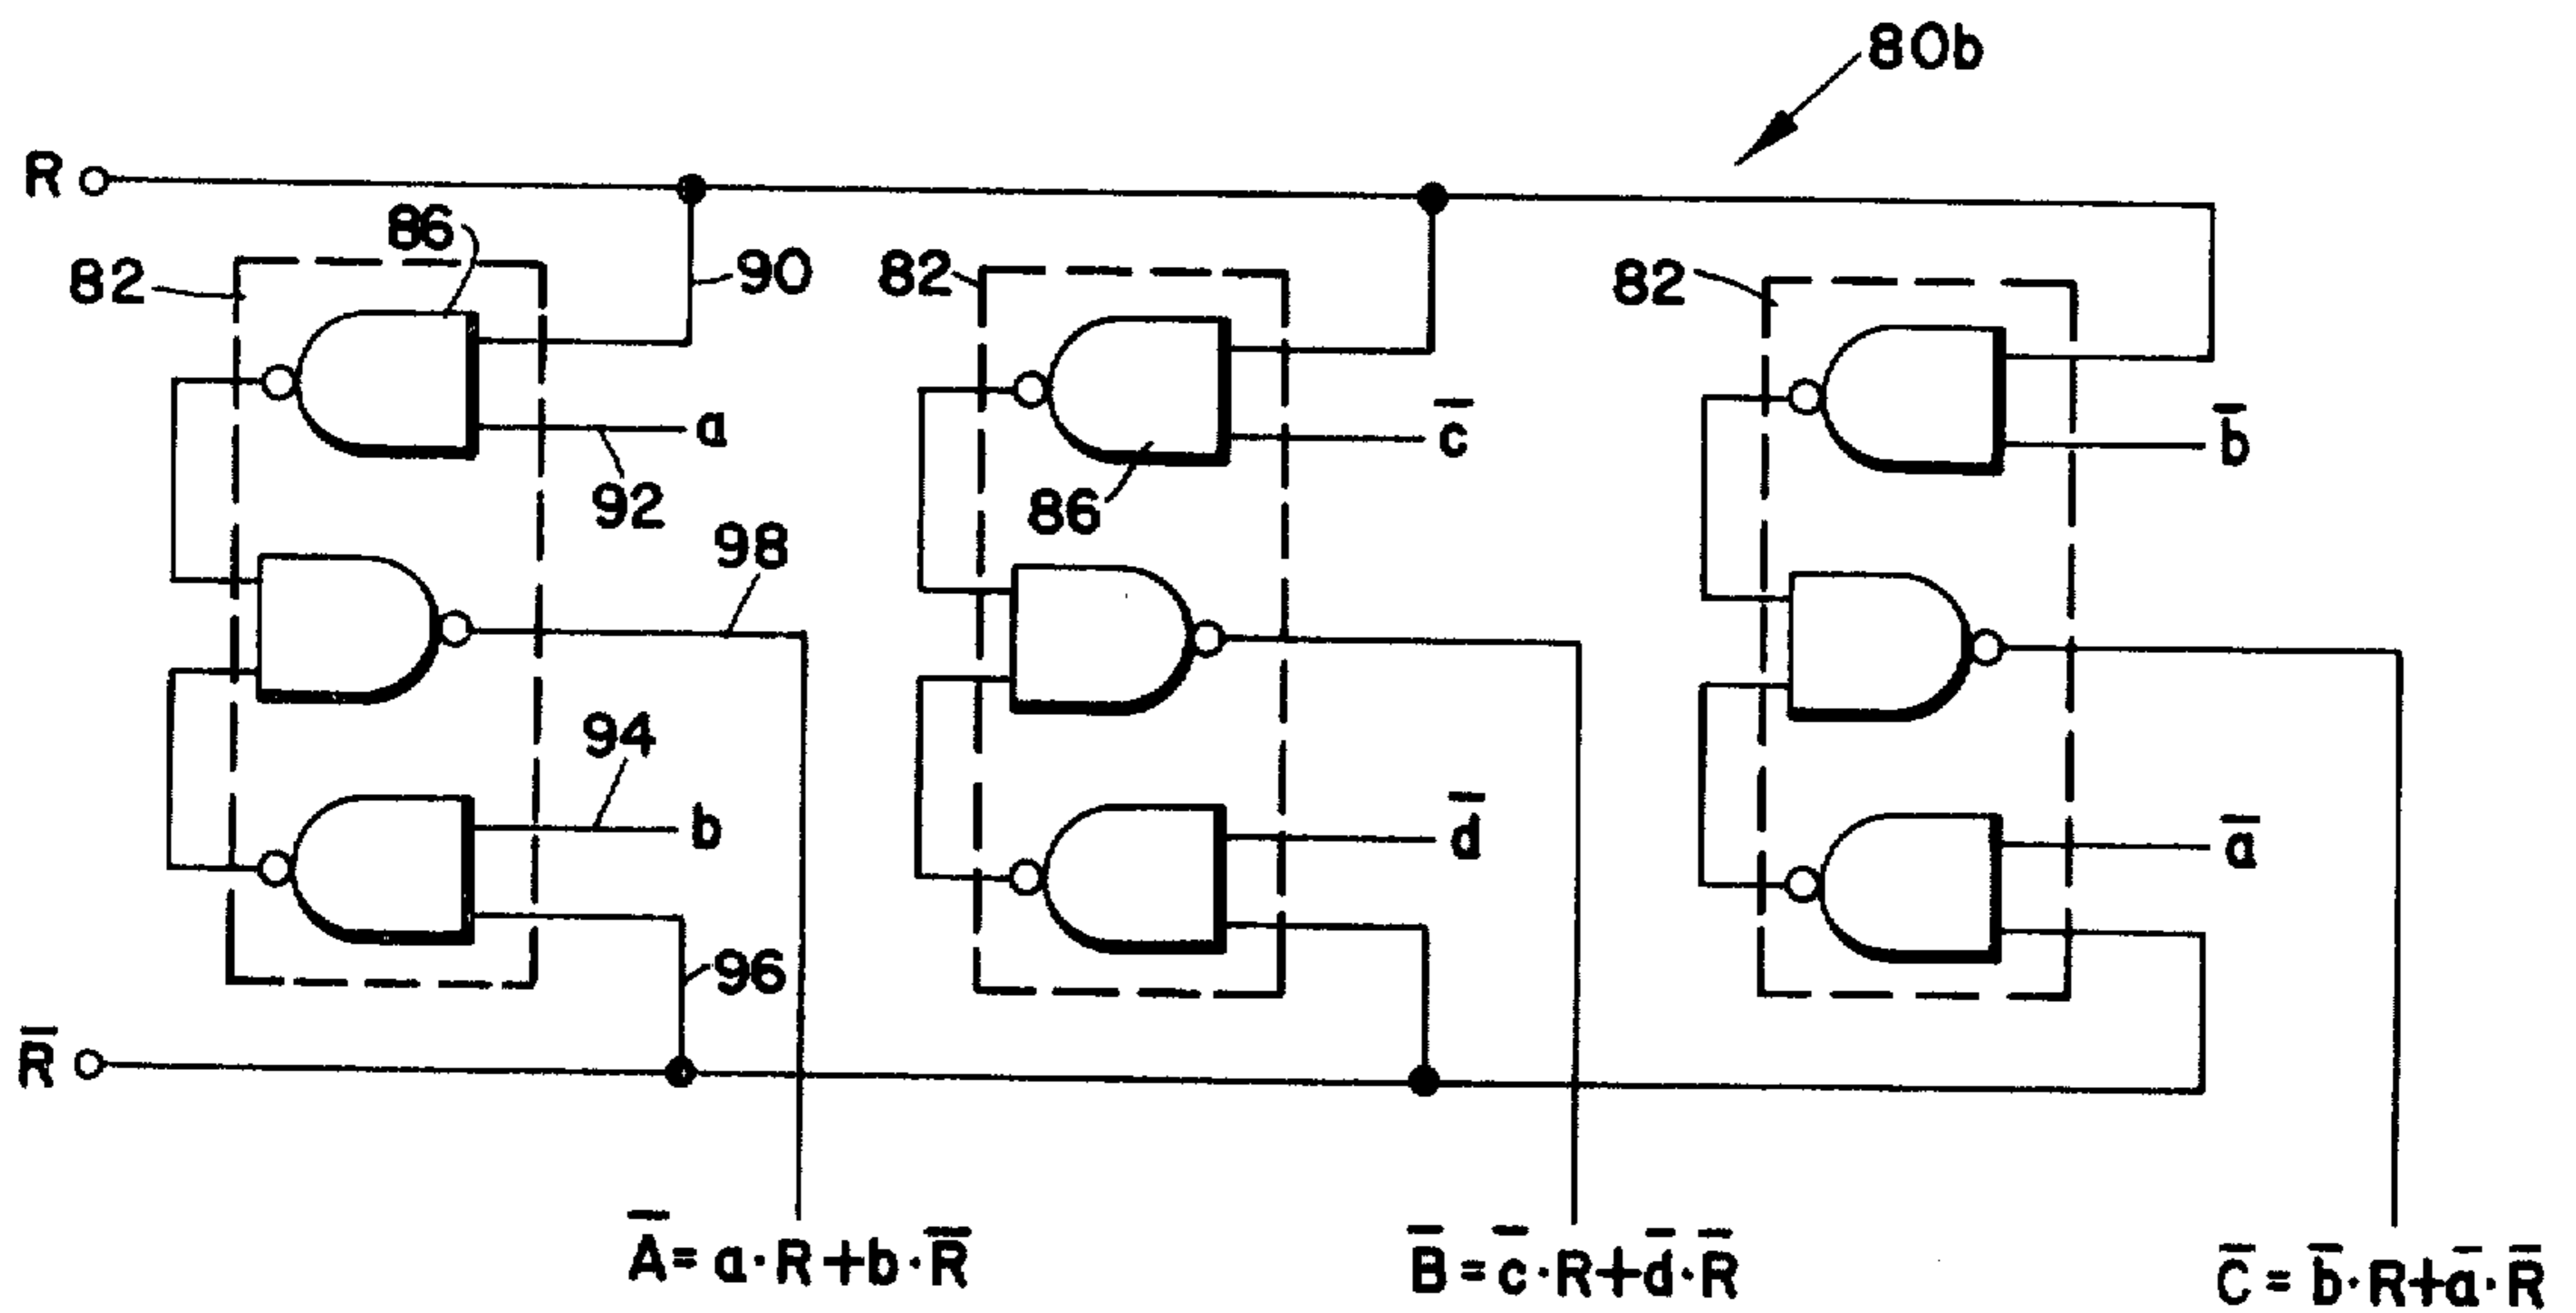 80b
R
86
82
90
82
82
a
c̅
b̅
92
86
98
94
b
d̅
a̅
96
R̅
A̅ = a·R+b·R̅
B̅ = c̅·R+d̅·R̅
C̅ = b̅·R+a̅·R̅